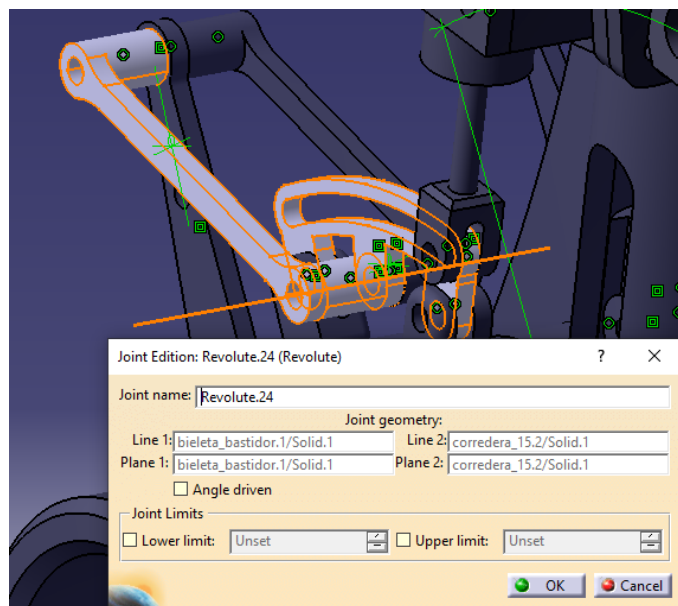 Joint Edition: Revolute.24 (Revolute) ? X
Joint name: Revolute.24
Joint geometry:
Line 1: bieleta_bastidor.1/Solid.1 Line 2: corredera_15.2/Solid.1
Plane 1: bieleta_bastidor.1/Solid.1 Plane 2: corredera_15.2/Solid.1
Angle driven
Joint Limits
Lower limit: Unset Upper limit: Unset
OK Cancel